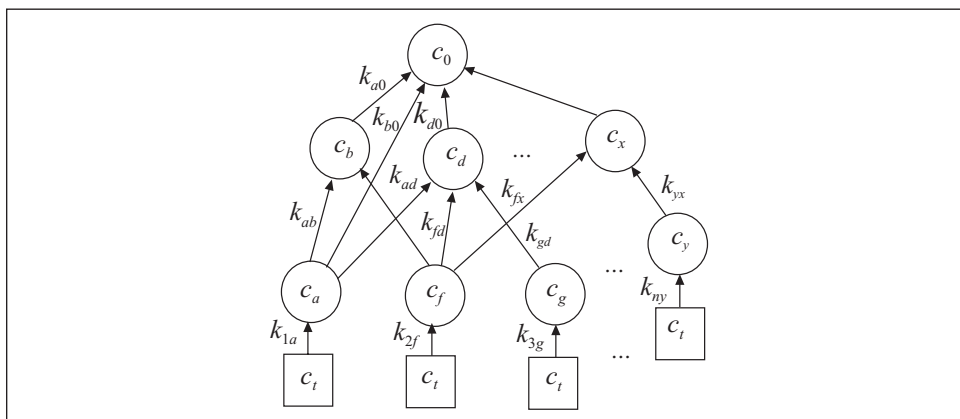 c0
ka0
kb0
kd0
cb
cd
...
cx
kab
kad
kfd
kfx
kgd
kyx
ca
cf
cg
...
cy
k1a
k2f
k3g
kny
ct
ct
ct
...
ct